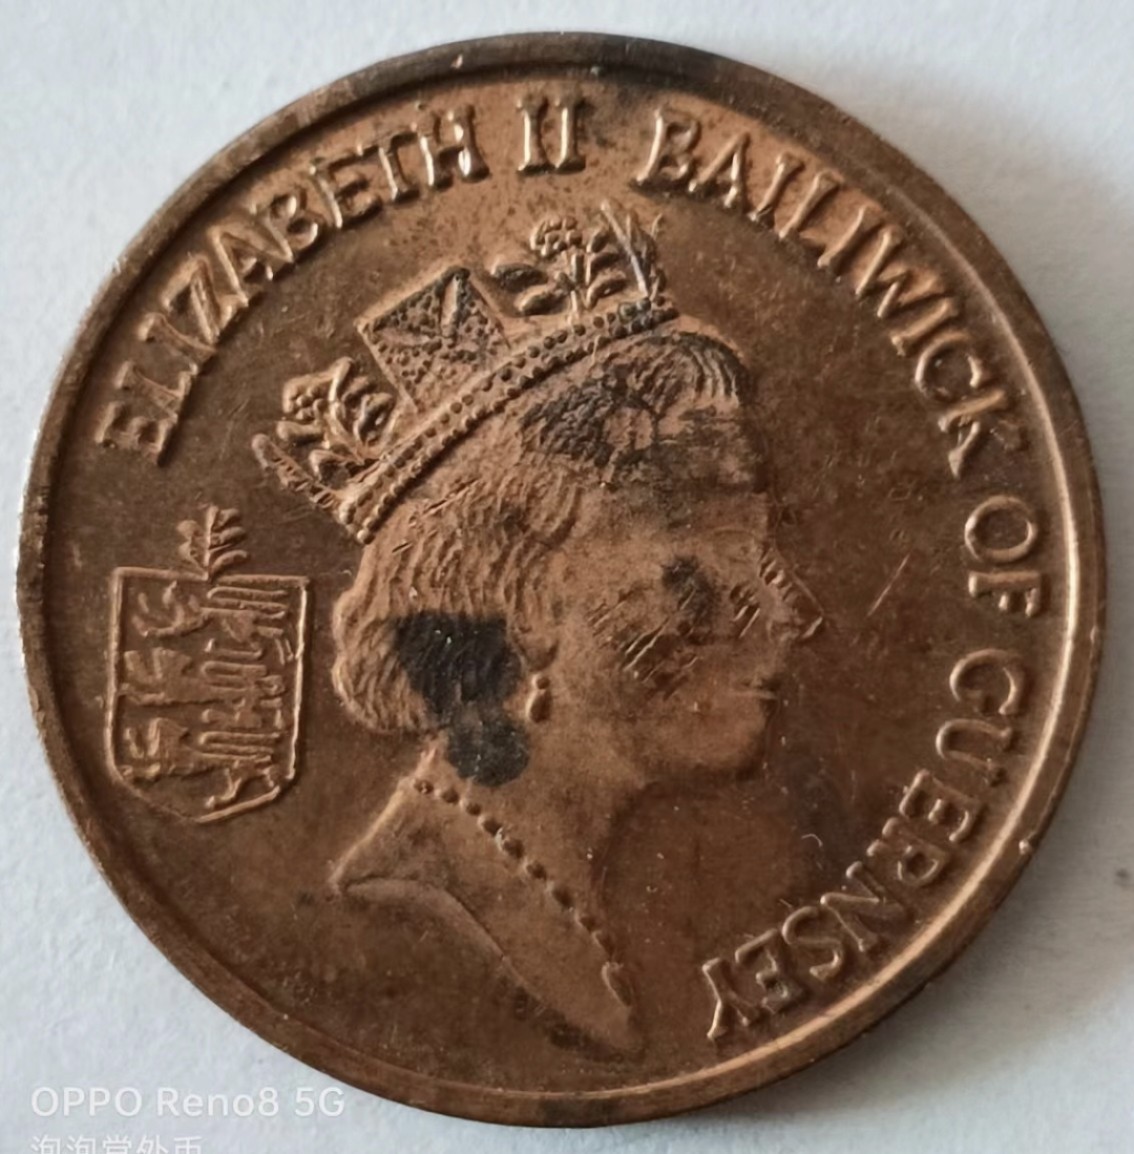 ELIZABETH II BAILIWICK OF GUERNSEY
OPPO Reno8 5G